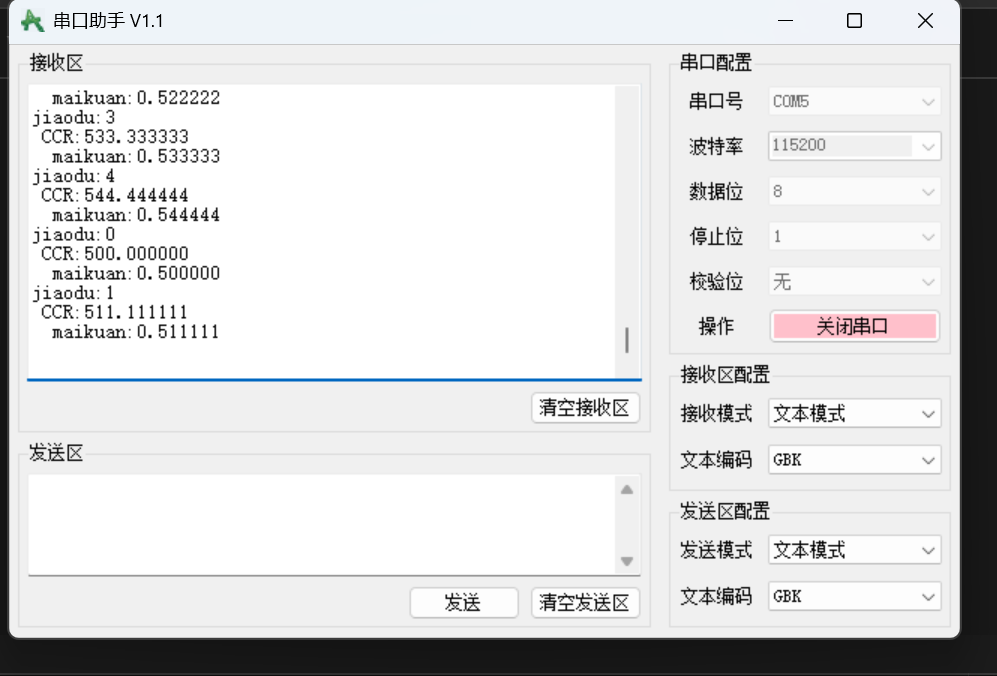 串口助手 V1.1
接收区
maikuan:0.522222
jiaodu:3
CCR:533.333333
maikuan:0.533333
jiaodu:4
CCR:544.444444
maikuan:0.544444
jiaodu:0
CCR:500.000000
maikuan:0.500000
jiaodu:1
CCR:511.111111
maikuan:0.511111
清空接收区
发送区
发送
清空发送区
串口配置
串口号 COM5
波特率 115200
数据位 8
停止位 1
校验位 无
操作 关闭串口
接收区配置
接收模式 文本模式
文本编码 GBK
发送区配置
发送模式 文本模式
文本编码 GBK